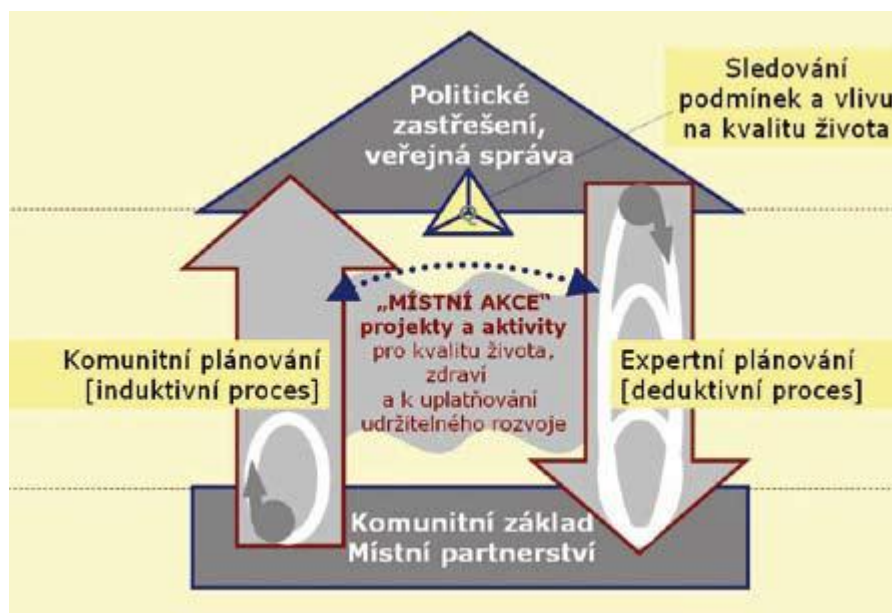 Politické
zastřešení,
veřejná správa
Sledování
podmínek a vlivu
na kvalitu života
„MÍSTNÍ AKCE“
projekty a aktivity
pro kvalitu života,
zdraví
a k uplatňování
udržitelného rozvoje
Komunitní plánování
[induktivní proces]
Expertní plánování
[deduktivní proces]
Komunitní základ
Místní partnerství